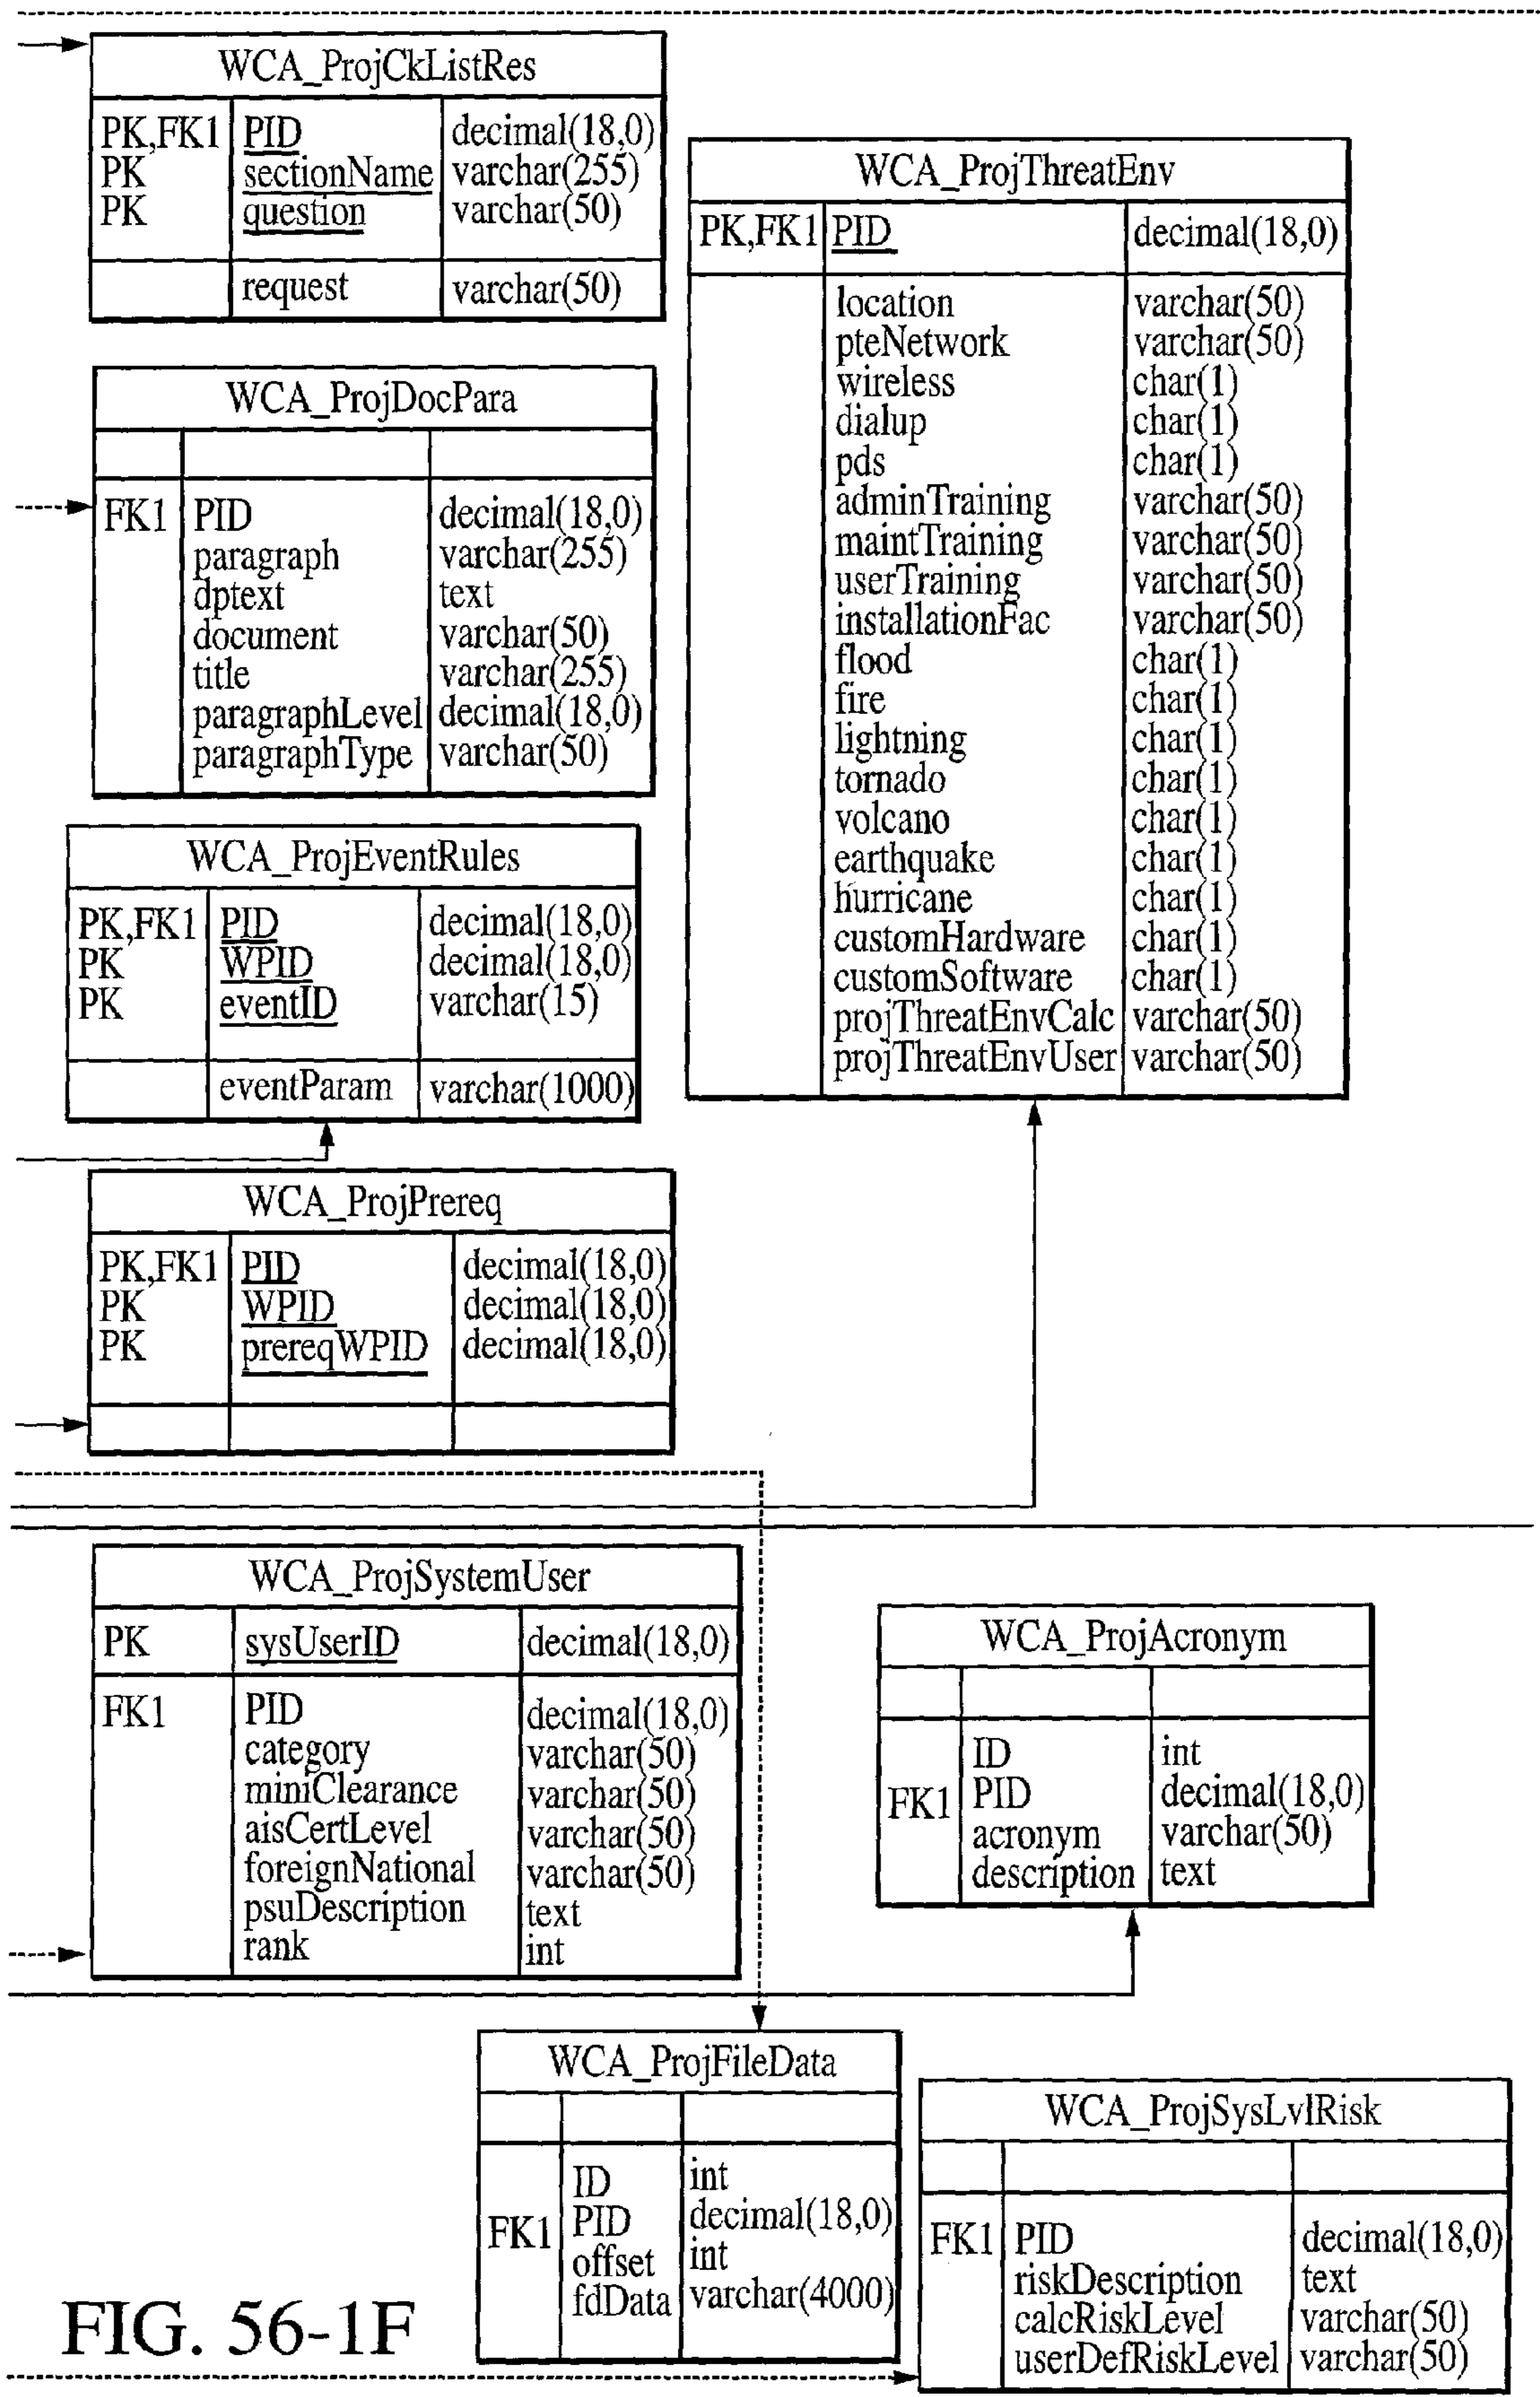 WCA_ProjCkListRes
PK,FK1 PID decimal(18,0)
PK sectionName varchar(255)
PK question varchar(50)
request varchar(50)
WCA_ProjThreatEnv
PK,FK1 PID decimal(18,0)
location varchar(50)
pteNetwork varchar(50)
wireless char(1)
dialup char(1)
pds char(1)
adminTraining varchar(50)
maintTraining varchar(50)
userTraining varchar(50)
installationFac varchar(50)
flood char(1)
fire char(1)
lightning char(1)
tornado char(1)
volcano char(1)
earthquake char(1)
hurricane char(1)
customHardware char(1)
customSoftware char(1)
projThreatEnvCalc varchar(50)
projThreatEnvUser varchar(50)
WCA_ProjDocPara
FK1 PID decimal(18,0)
paragraph varchar(255)
dptext text
document varchar(50)
title varchar(255)
paragraphLevel decimal(18,0)
paragraphType varchar(50)
WCA_ProjEventRules
PK,FK1 PID decimal(18,0)
PK WPID decimal(18,0)
PK eventID varchar(15)
eventParam varchar(1000)
WCA_ProjPrereq
PK,FK1 PID decimal(18,0)
PK WPID decimal(18,0)
PK prereqWPID decimal(18,0)
WCA_ProjSystemUser
PK sysUserID decimal(18,0)
FK1 PID decimal(18,0)
category varchar(50)
miniClearance varchar(50)
aisCertLevel varchar(50)
foreignNational varchar(50)
psuDescription text
rank int
WCA_ProjAcronym
ID int
FK1 PID decimal(18,0)
acronym varchar(50)
description text
WCA_ProjFileData
ID int
FK1 PID decimal(18,0)
offset int
fdData varchar(4000)
WCA_ProjSysLvlRisk
FK1 PID decimal(18,0)
riskDescription text
calcRiskLevel varchar(50)
userDefRiskLevel varchar(50)
FIG. 56-1F